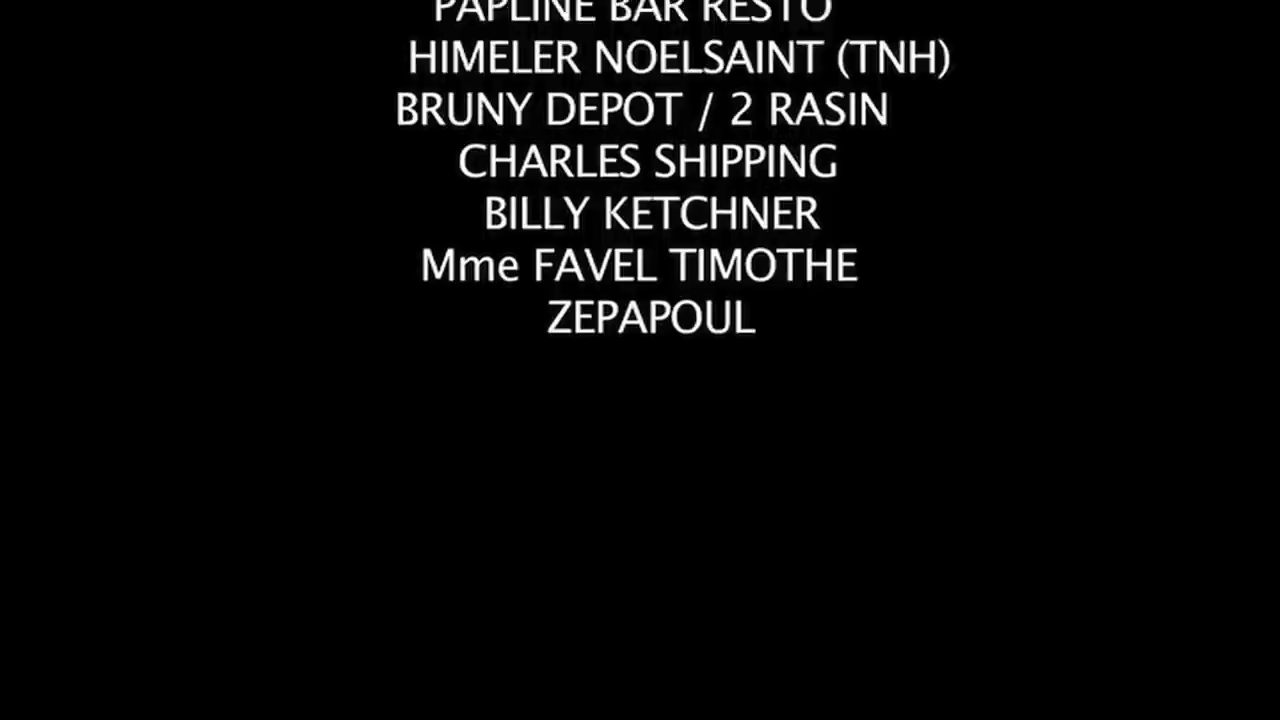 PAPLINE BAR RESTO
HIMELER NOELSAINT (TNH)
BRUNY DEPOT / 2 RASIN
CHARLES SHIPPING
BILLY KETCHNER
Mme FAVEL TIMOTHE
ZEPAPOUL